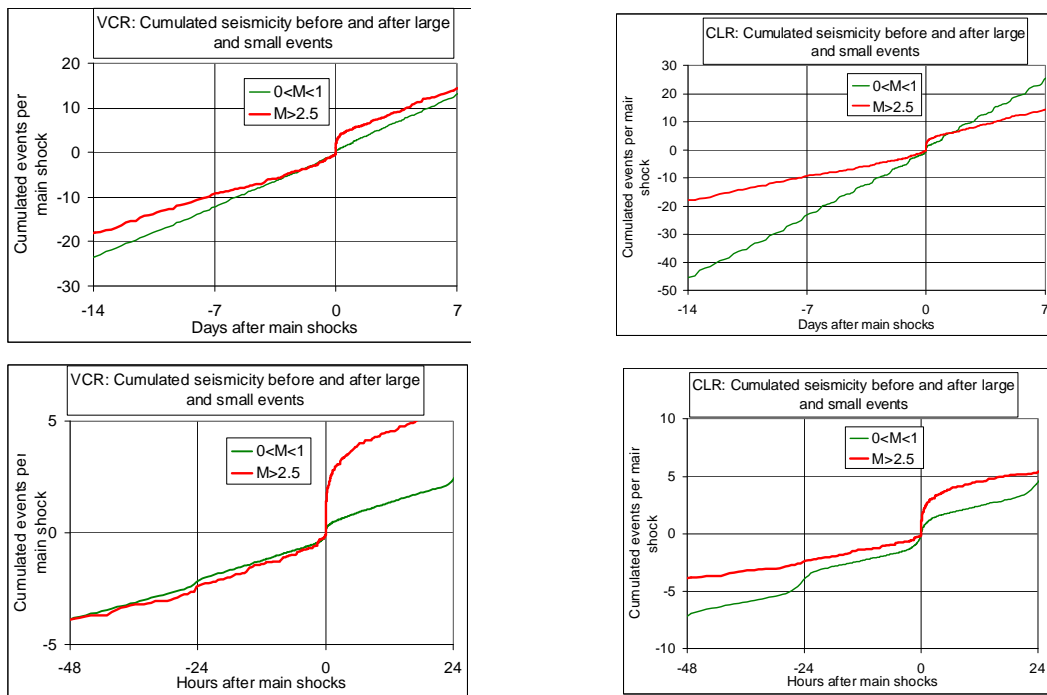 VCR: Cumulated seismicity before and after large
and small events
Cumulated events per
main shock
20
10
0
-10
-20
-30
0<M<1
M>2.5
-14
-7
0
7
Days after main shocks
CLR: Cumulated seismicity before and after large
and small events
Cumulated events per mair
shock
30
20
10
0
-10
-20
-30
-40
-50
0<M<1
M>2.5
-14
-7
0
7
Days after main shocks
VCR: Cumulated seismicity before and after large
and small events
Cumulated events per
main shock
5
0
-5
0<M<1
M>2.5
-48
-24
0
24
Hours after main shocks
CLR: Cumulated seismicity before and after large
and small events
Cumulated events per mair
shock
10
5
0
-5
-10
0<M<1
M>2.5
-48
-24
0
24
Hours after main shocks